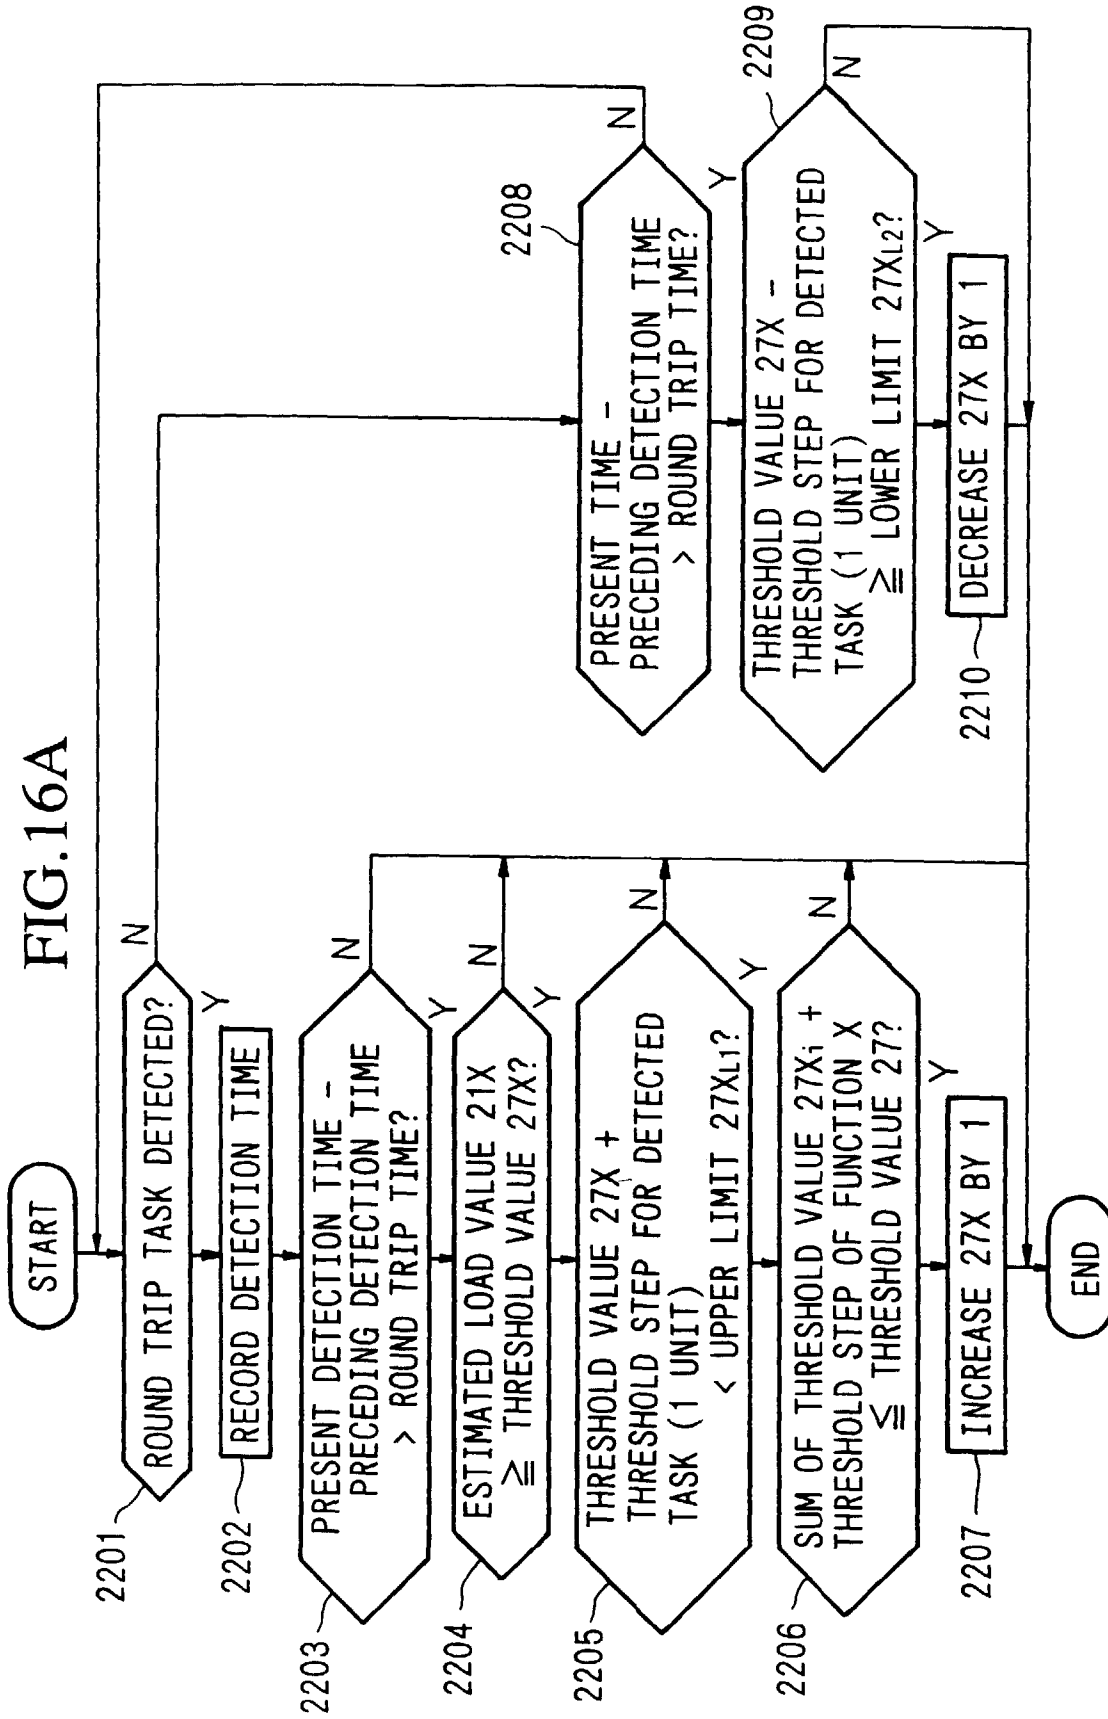 FIG.16A
START
2201
ROUND TRIP TASK DETECTED?
N
Y
2202
RECORD DETECTION TIME
2203
PRESENT DETECTION TIME -
PRECEDING DETECTION TIME
> ROUND TRIP TIME?
N
Y
2204
ESTIMATED LOAD VALUE 21X
≧ THRESHOLD VALUE 27X?
N
Y
2205
THRESHOLD VALUE 27X +
THRESHOLD STEP FOR DETECTED
TASK (1 UNIT)
< UPPER LIMIT 27XL1?
N
Y
2206
SUM OF THRESHOLD VALUE 27Xi +
THRESHOLD STEP OF FUNCTION X
≦ THRESHOLD VALUE 27?
N
Y
2207
INCREASE 27X BY 1
END
2208
PRESENT TIME -
PRECEDING DETECTION TIME
> ROUND TRIP TIME?
N
Y
2209
THRESHOLD VALUE 27X -
THRESHOLD STEP FOR DETECTED
TASK (1 UNIT)
≧ LOWER LIMIT 27XL2?
N
Y
2210
DECREASE 27X BY 1